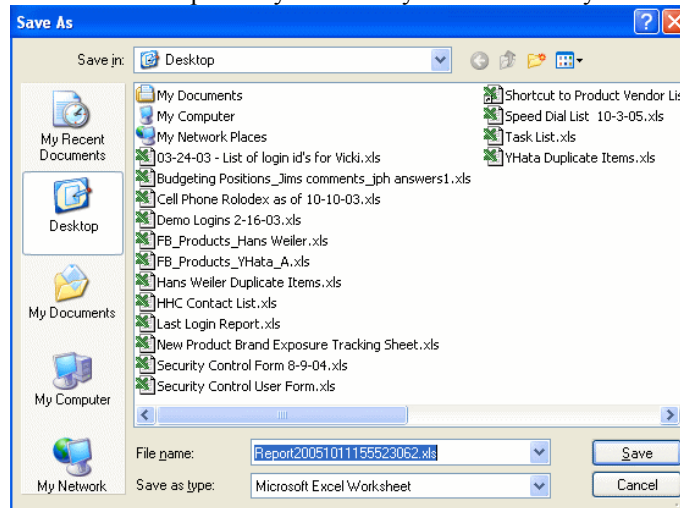 Save As
Save in:
Desktop
My Recent Documents
Desktop
My Documents
My Computer
My Network
My Documents
My Computer
My Network Places
03-24-03 - List of login id's for Vicki.xls
Budgeting Positions_Jims comments_jph answers1.xls
Cell Phone Rolodex as of 10-10-03.xls
Demo Logins 2-16-03.xls
FB_Products_Hans Weiler.xls
FB_Products_YHata_A.xls
Hans Weiler Duplicate Items.xls
HHC Contact List.xls
Last Login Report.xls
New Product Brand Exposure Tracking Sheet.xls
Security Control Form 8-9-04.xls
Security Control User Form.xls
Shortcut to Product Vendor Lis
Speed Dial List 10-3-05.xls
Task List.xls
YHata Duplicate Items.xls
File name:
Report20051011155523062.xls
Save
Save as type:
Microsoft Excel Worksheet
Cancel